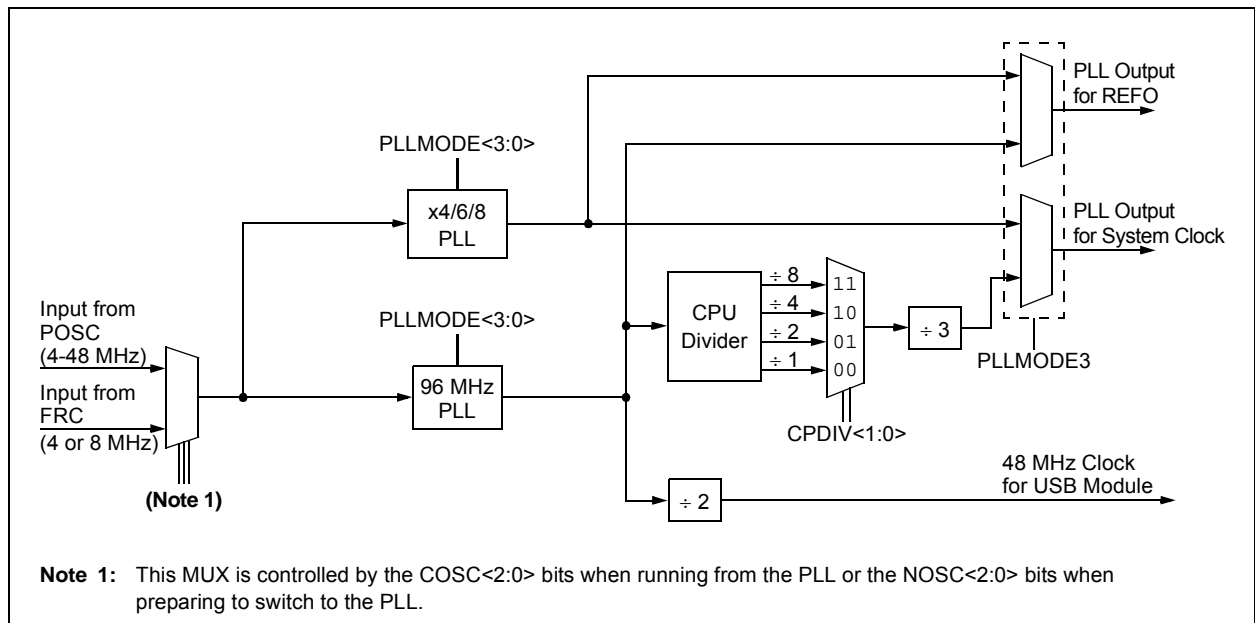 PLL Output
for REFO
PLLMODE<3:0>
x4/6/8
PLL
PLL Output
for System Clock
Input from
POSC
(4-48 MHz)
Input from
FRC
(4 or 8 MHz)
(Note 1)
PLLMODE<3:0>
96 MHz
PLL
CPU
Divider
÷ 8
÷ 4
÷ 2
÷ 1
11
10
01
00
CPDIV<1:0>
÷ 3
PLLMODE3
÷ 2
48 MHz Clock
for USB Module
Note 1: This MUX is controlled by the COSC<2:0> bits when running from the PLL or the NOSC<2:0> bits when
preparing to switch to the PLL.